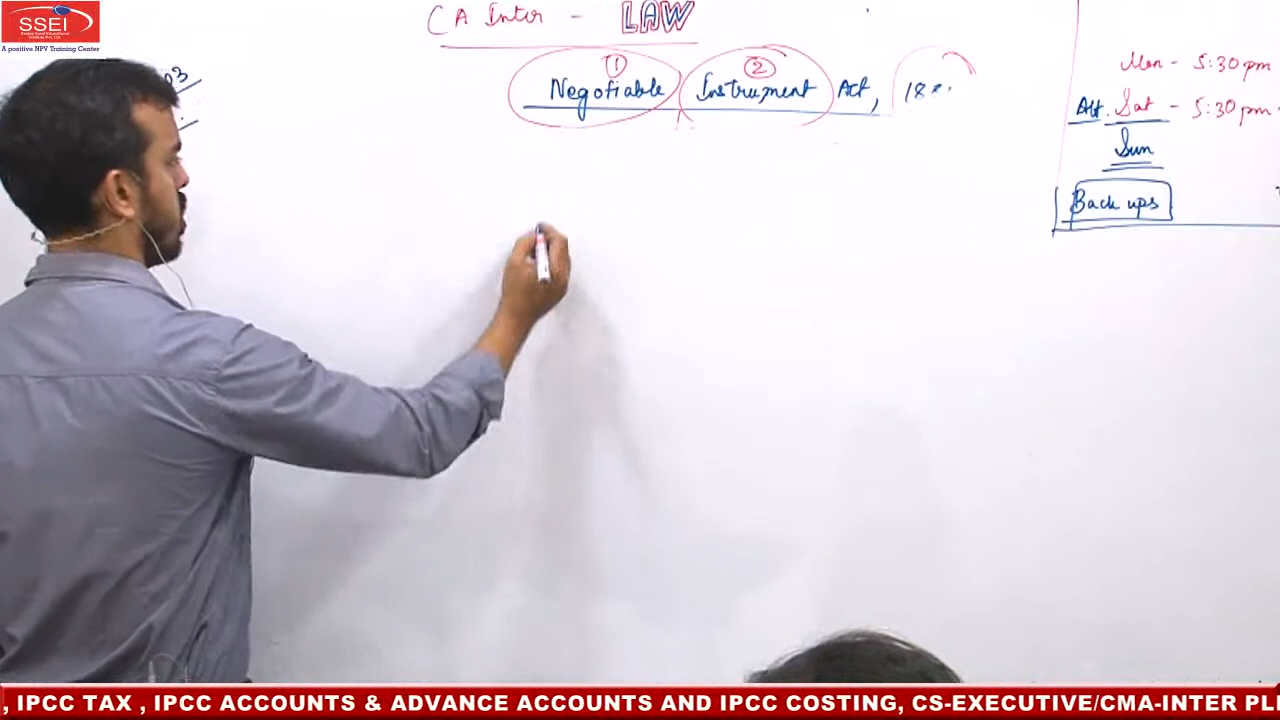 SSEI
A positive NPV Training Center
CA Inter - LAW
① ②
Negotiable Instrument Act, 18
Mon - 5:30 pm
Alt. Sat - 5:30 pm
Sun
Back ups
, IPCC TAX , IPCC ACCOUNTS & ADVANCE ACCOUNTS AND IPCC COSTING, CS-EXECUTIVE/CMA-INTER PL